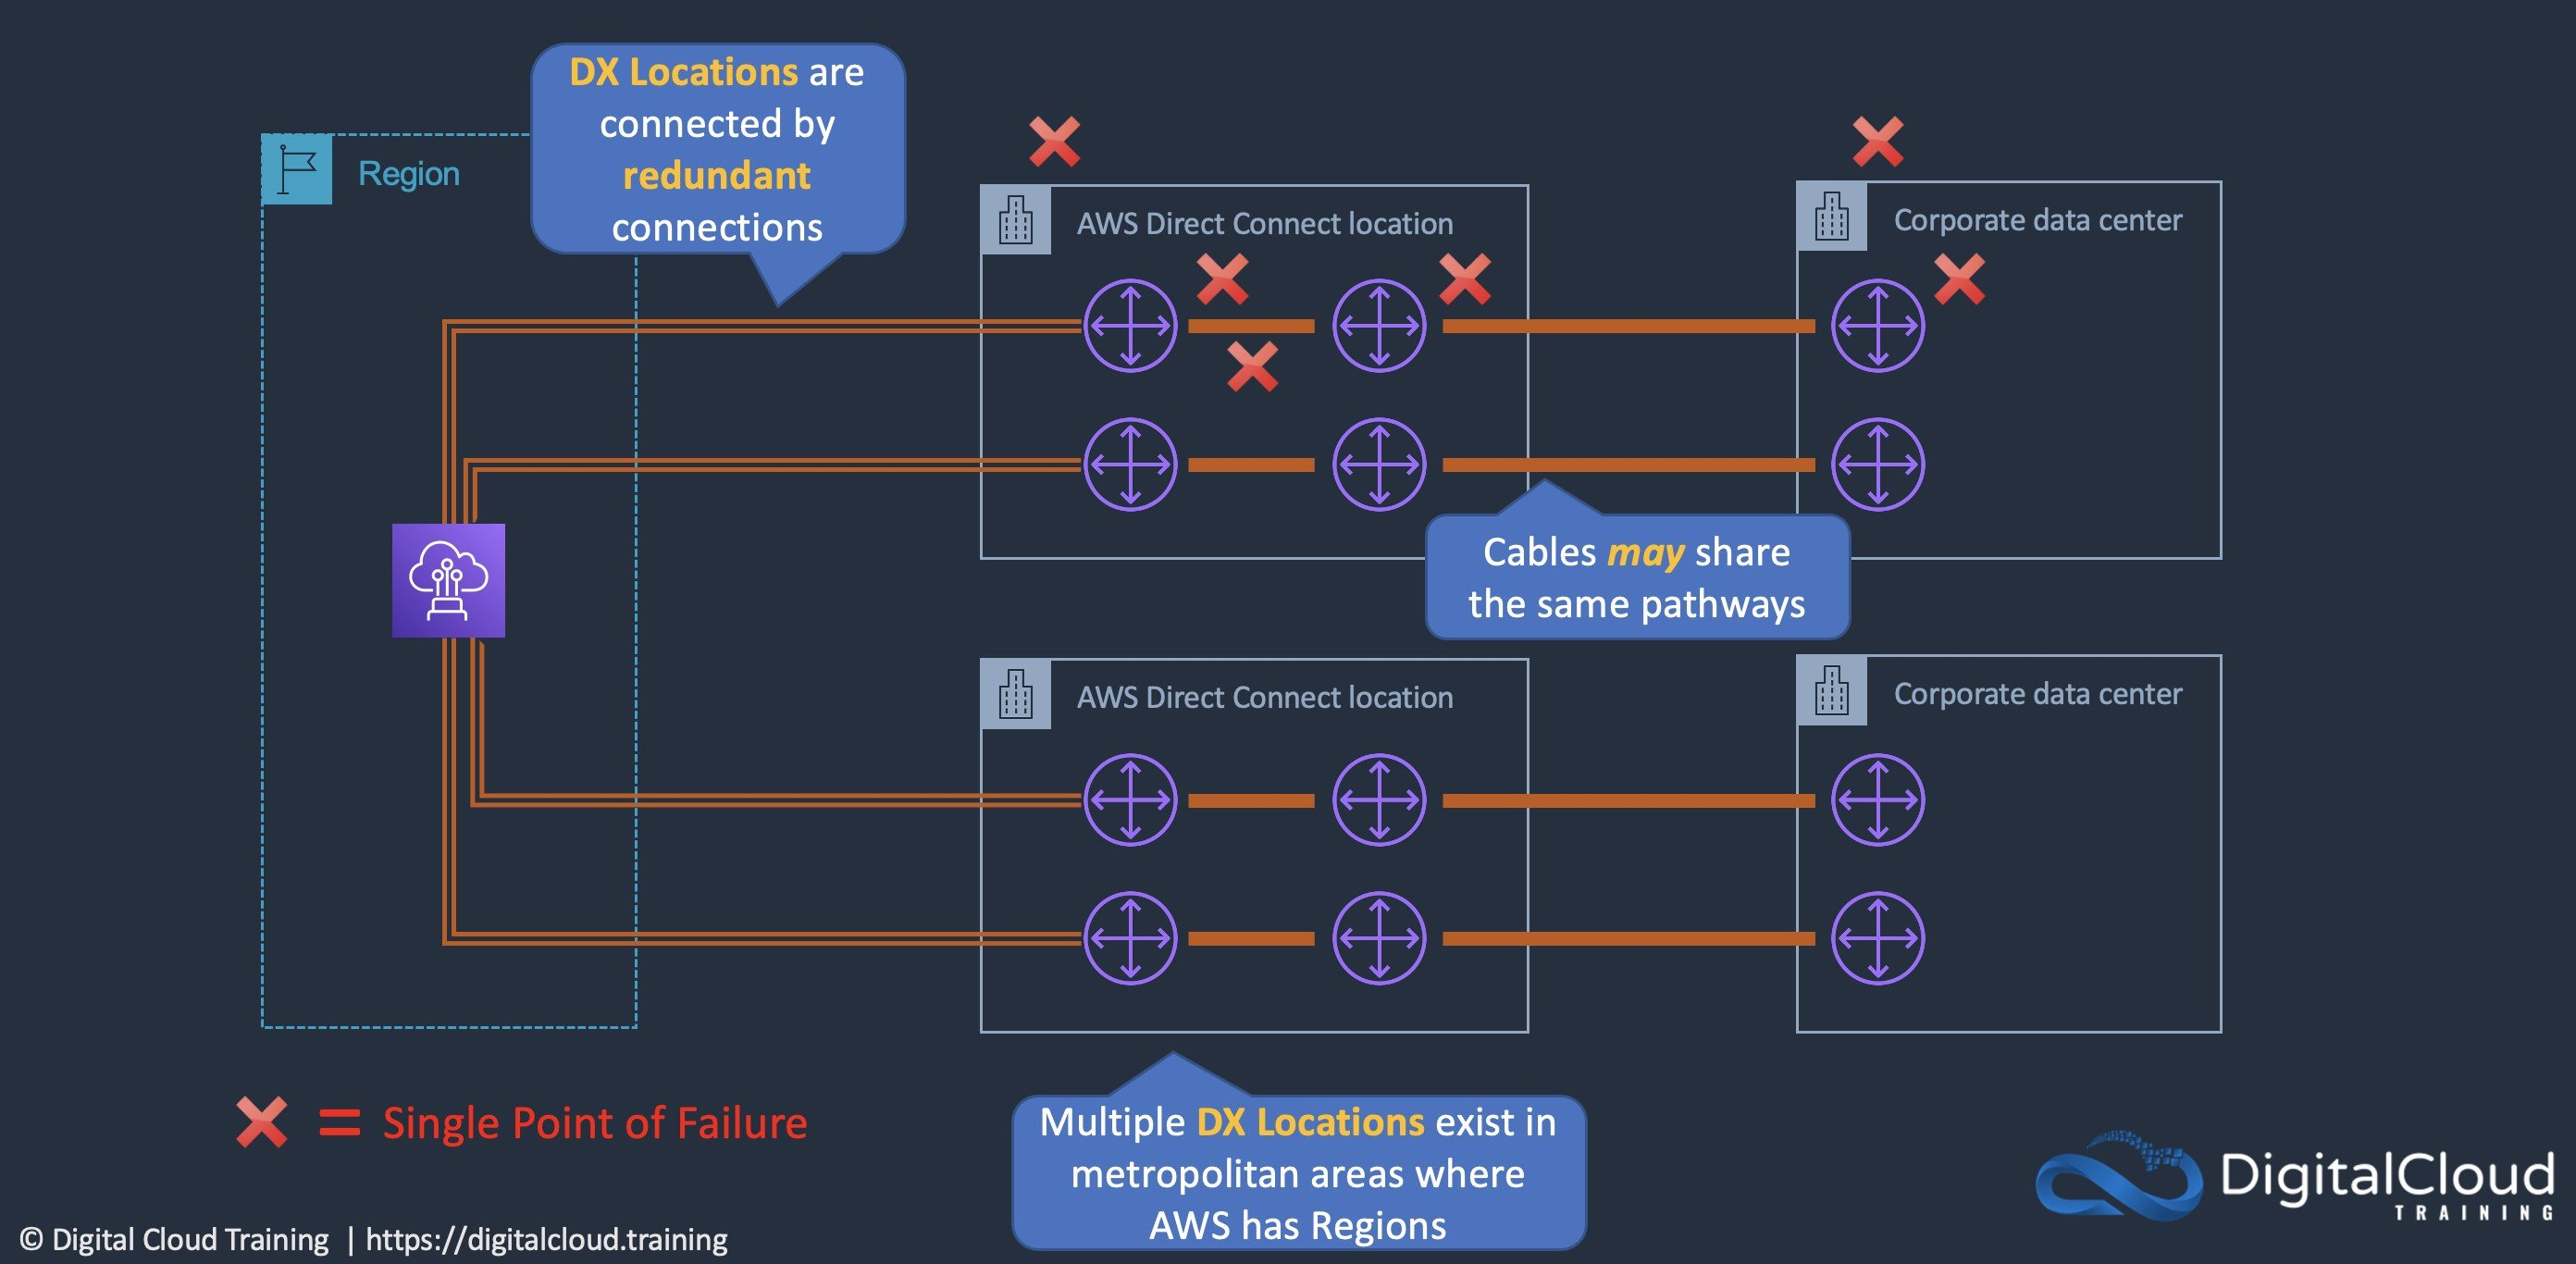 DX Locations are
connected by
redundant
connections
Region
AWS Direct Connect location
Corporate data center
Cables may share
the same pathways
AWS Direct Connect location
Corporate data center
= Single Point of Failure
Multiple DX Locations exist in
metropolitan areas where
AWS has Regions
DigitalCloud
TRAINING
© Digital Cloud Training | https://digitalcloud.training